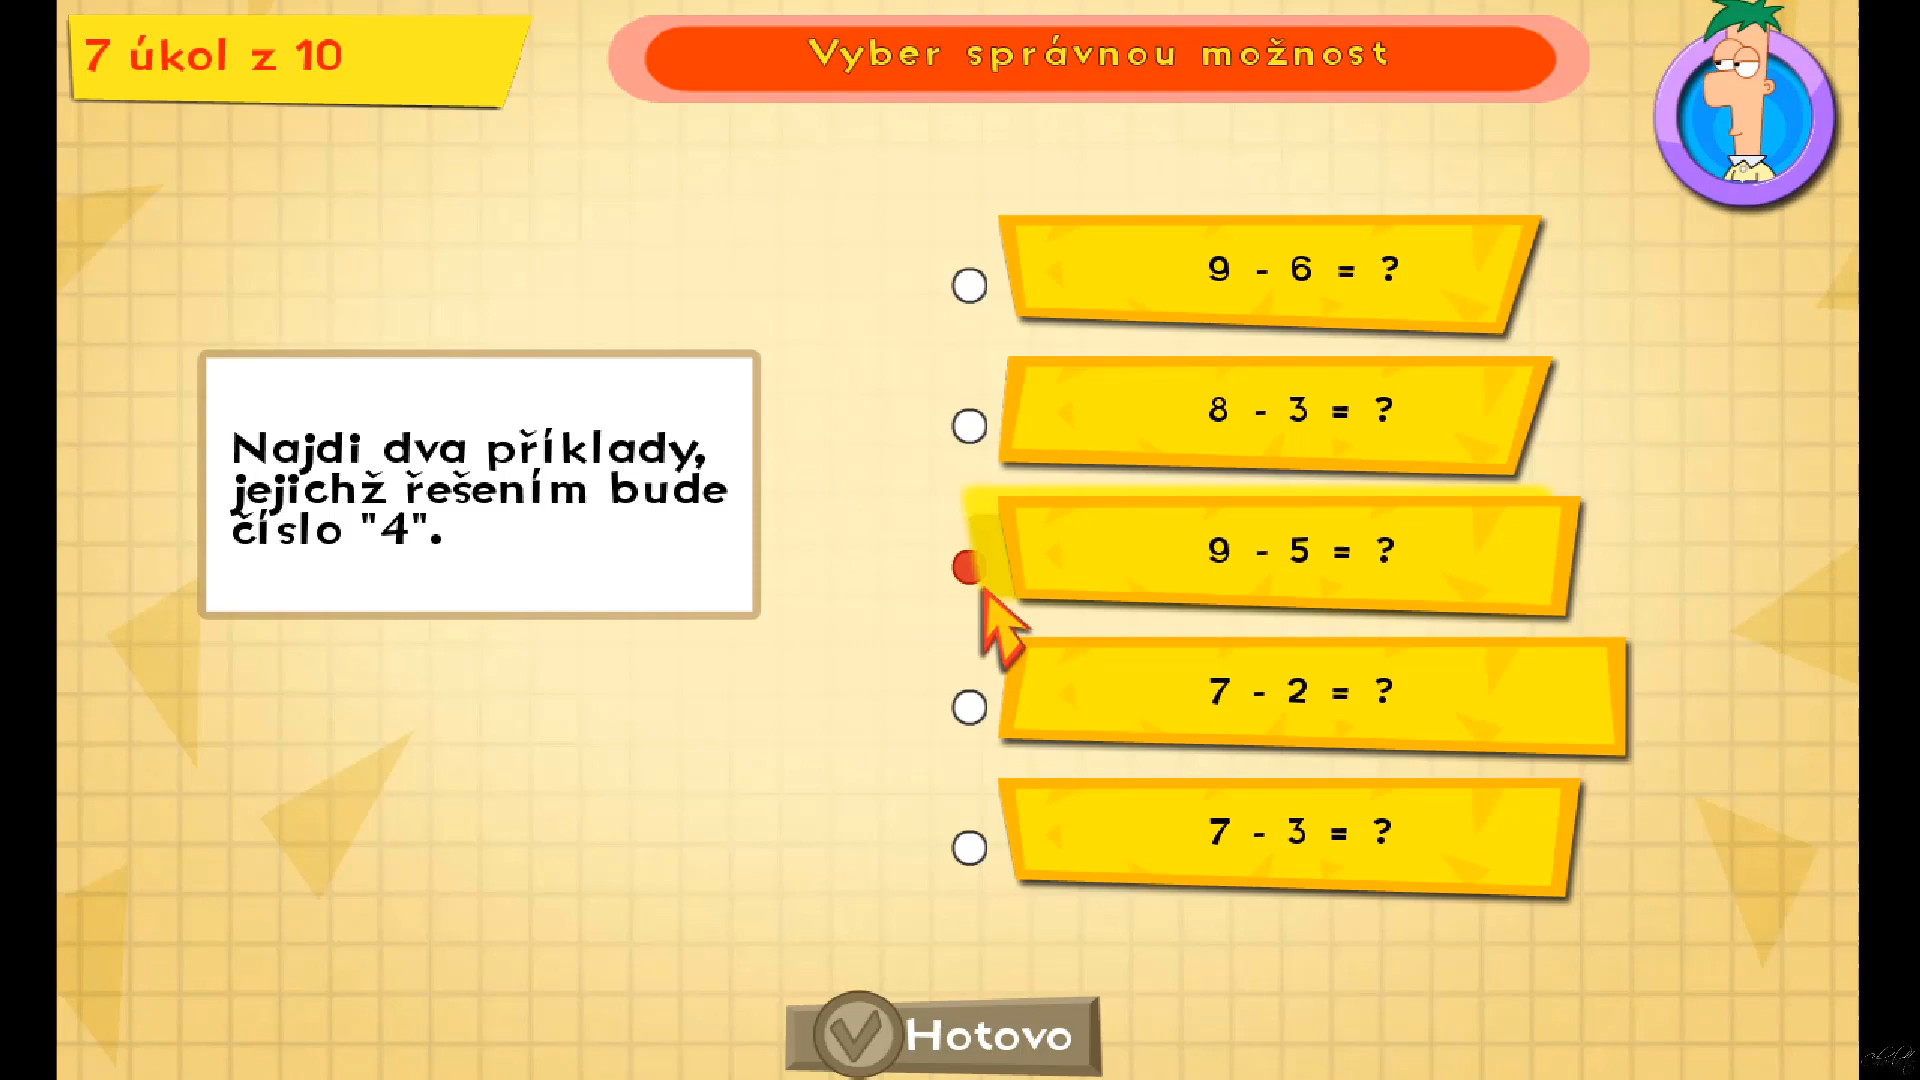 7 úkol z 10
Vyber správnou možnost
Najdi dva příklady,
jejichž řešením bude
číslo "4".
9 - 6 = ?
8 - 3 = ?
9 - 5 = ?
7 - 2 = ?
7 - 3 = ?
Hotovo